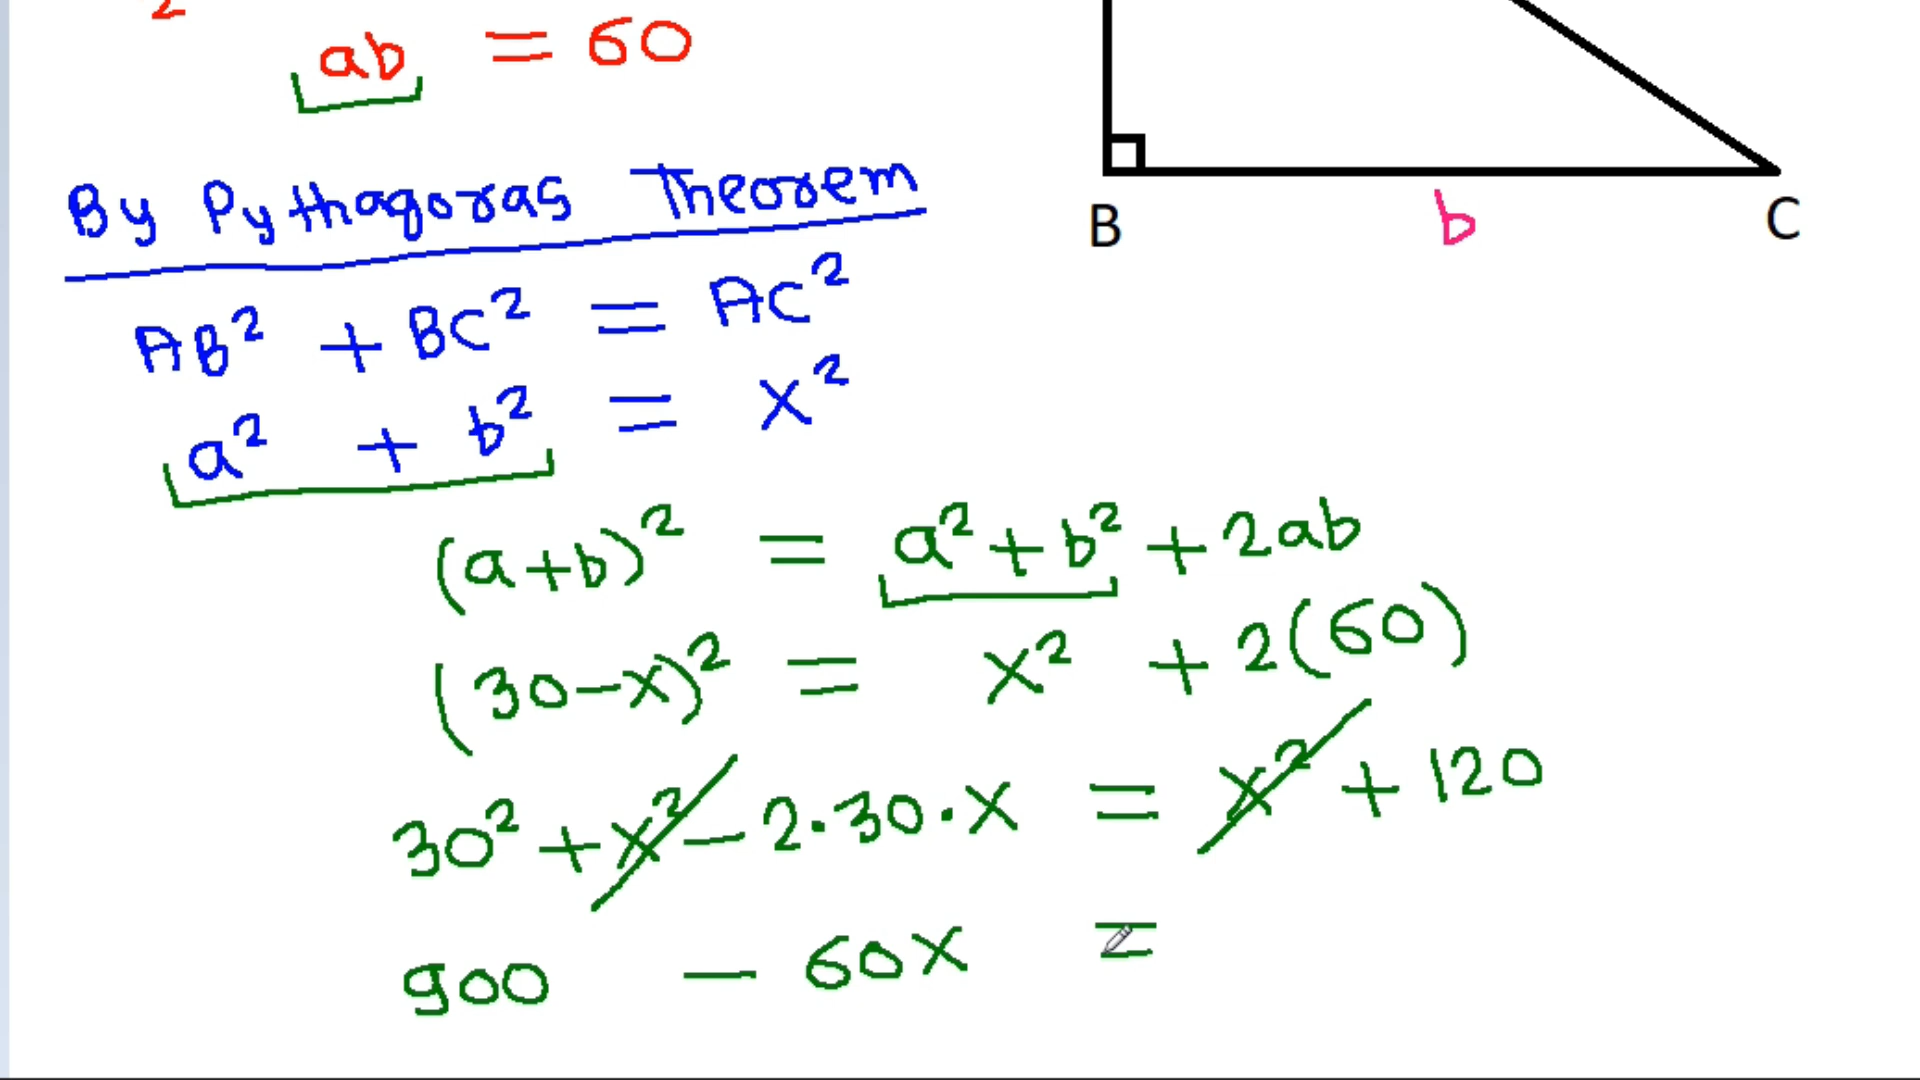 2
ab = 60
By Pythagoras Theorem
AB² + BC² = AC²
a² + b² = x²
(a+b)² = a² + b² + 2ab
(30-x)² = x² + 2(60)
30² + x² - 2·30·x = x² + 120
900 - 60x =
B
b
C